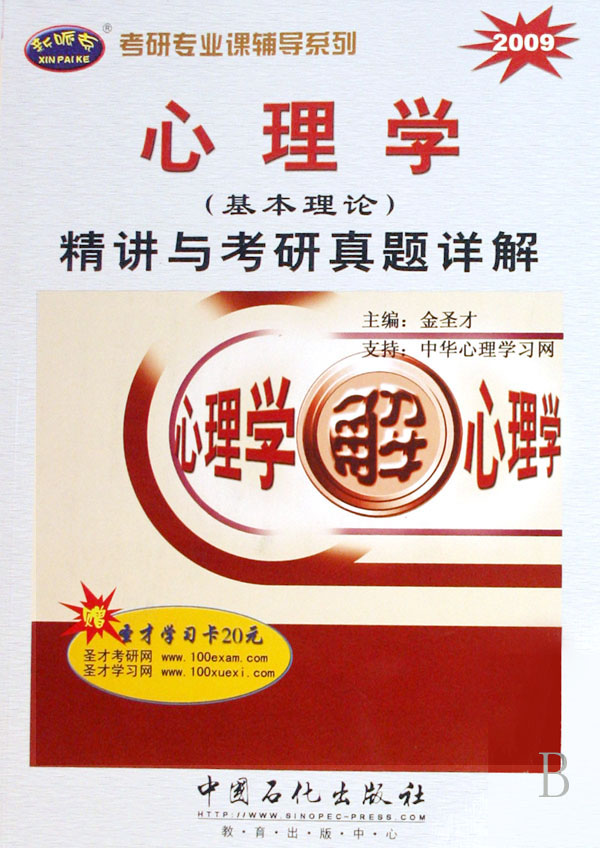 新派克
XIN PAI KE
®
考研专业课辅导系列
2009
心理学
(基本理论)
精讲与考研真题详解
主编:金圣才
支持:中华心理学习网
心理学
解
心理学
赠
圣才学习卡20元
圣才考研网 www.100exam.com
圣才学习网 www.100xuexi.com
B
中国石化出版社
HTTP://WWW.SINOPEC-PRESS.COM
教·育·出·版·中·心